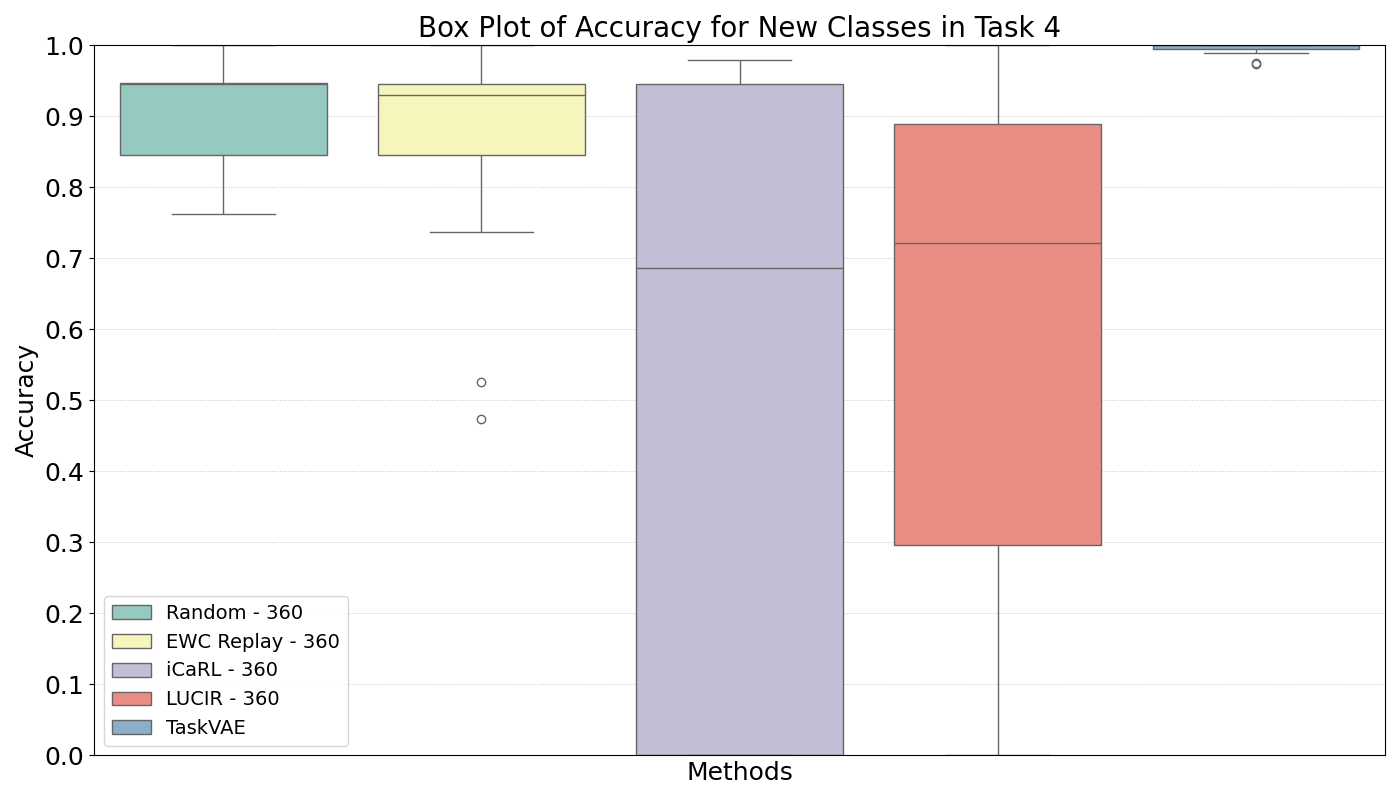 Box Plot of Accuracy for New Classes in Task 4
1.0
0.9
0.8
0.7
0.6
0.5
0.4
0.3
0.2
0.1
0.0
Accuracy
Random - 360
EWC Replay - 360
iCaRL - 360
LUCIR - 360
TaskVAE
Methods